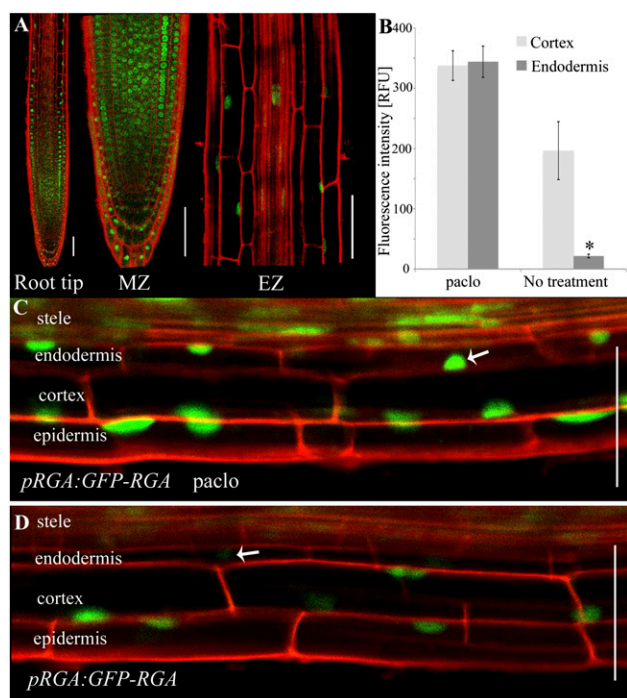 A
Root tip
MZ
EZ
B
Fluorescence intensity [RFU]
400
300
200
100
0
Cortex
Endodermis
*
paclo
No treatment
C
stele
endodermis
cortex
epidermis
pRGA:GFP-RGA paclo
D
stele
endodermis
cortex
epidermis
pRGA:GFP-RGA